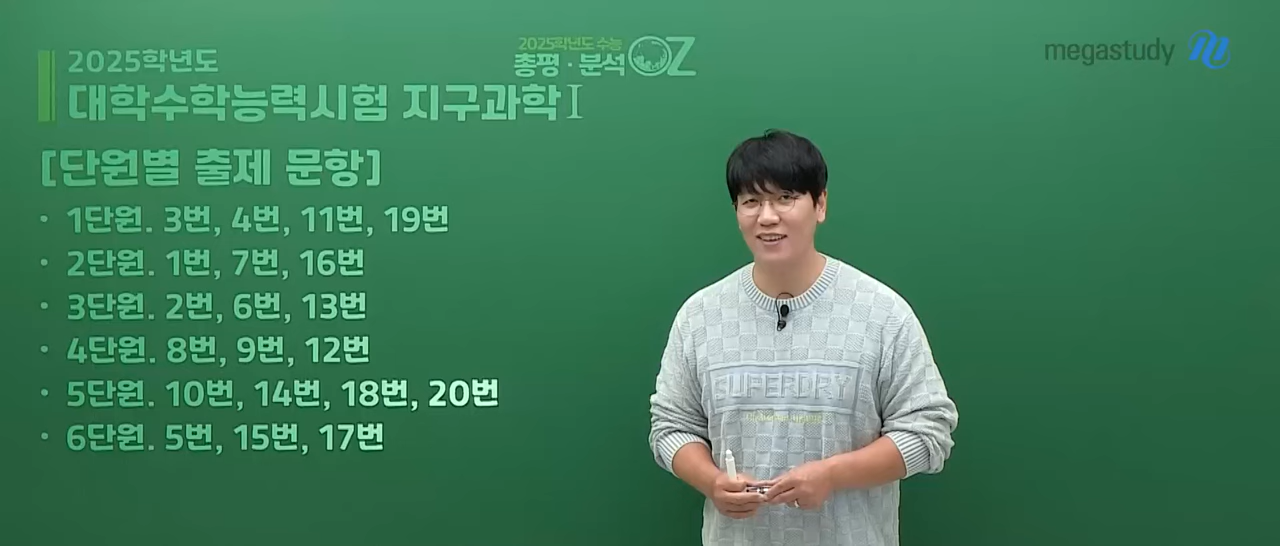 2025학년도
대학수학능력시험 지구과학I
2025학년도 수능
총평·분석 OZ
megastudy
[단원별 출제 문항]
• 1단원. 3번, 4번, 11번, 19번
• 2단원. 1번, 7번, 16번
• 3단원. 2번, 6번, 13번
• 4단원. 8번, 9번, 12번
• 5단원. 10번, 14번, 18번, 20번
• 6단원. 5번, 15번, 17번
SUPERDRY